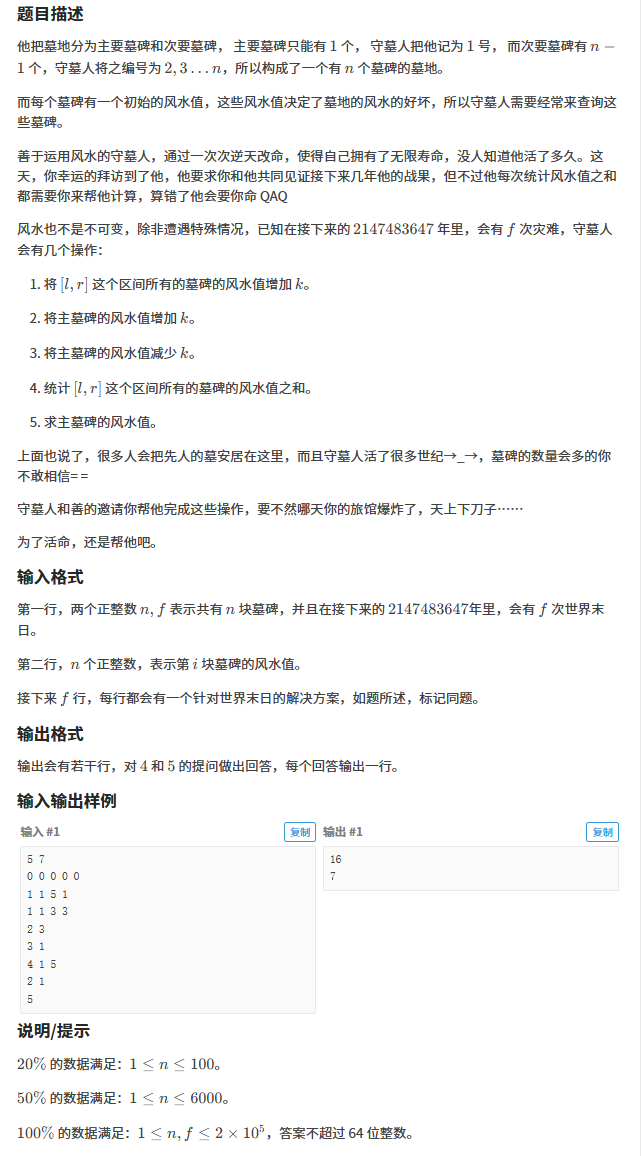 题目描述
他把墓地分为主要墓碑和次要墓碑， 主要墓碑只能有 1 个， 守墓人把他记为 1 号， 而次要墓碑有 n −
1 个，守墓人将之编号为 2, 3 … n，所以构成了一个有 n 个墓碑的墓地。
而每个墓碑有一个初始的风水值，这些风水值决定了墓地的风水的好坏，所以守墓人需要经常来查询这
些墓碑。
善于运用风水的守墓人，通过一次次逆天改命，使得自己拥有了无限寿命，没人知道他活了多久。这
天，你幸运的拜访到了他，他要求你和他共同见证接下来几年他的战果，但不过他每次统计风水值之和
都需要你来帮他计算，算错了他会要你命 QAQ
风水也不是不可变，除非遭遇特殊情况，已知在接下来的 2147483647 年里，会有 f 次灾难，守墓人
会有几个操作：
1. 将 [l, r] 这个区间所有的墓碑的风水值增加 k。
2. 将主墓碑的风水值增加 k。
3. 将主墓碑的风水值减少 k。
4. 统计 [l, r] 这个区间所有的墓碑的风水值之和。
5. 求主墓碑的风水值。
上面也说了，很多人会把先人的墓安居在这里，而且守墓人活了很多世纪→_→，墓碑的数量会多的你
不敢相信= =
守墓人和善的邀请你帮他完成这些操作，要不然哪天你的旅馆爆炸了，天上下刀子……
为了活命，还是帮他吧。
输入格式
第一行，两个正整数 n, f 表示共有 n 块墓碑，并且在接下来的 2147483647年里，会有 f 次世界末
日。
第二行，n 个正整数，表示第 i 块墓碑的风水值。
接下来 f 行，每行都会有一个针对世界末日的解决方案，如题所述，标记同题。
输出格式
输出会有若干行，对 4 和 5 的提问做出回答，每个回答输出一行。
输入输出样例
输入 #1 复制 输出 #1 复制
5 7
0 0 0 0 0
1 1 5 1
1 1 3 3
2 3
3 1
4 1 5
2 1
5
16
7
说明/提示
20% 的数据满足：1 ≤ n ≤ 100。
50% 的数据满足：1 ≤ n ≤ 6000。
100% 的数据满足：1 ≤ n, f ≤ 2 × 10⁵，答案不超过 64 位整数。